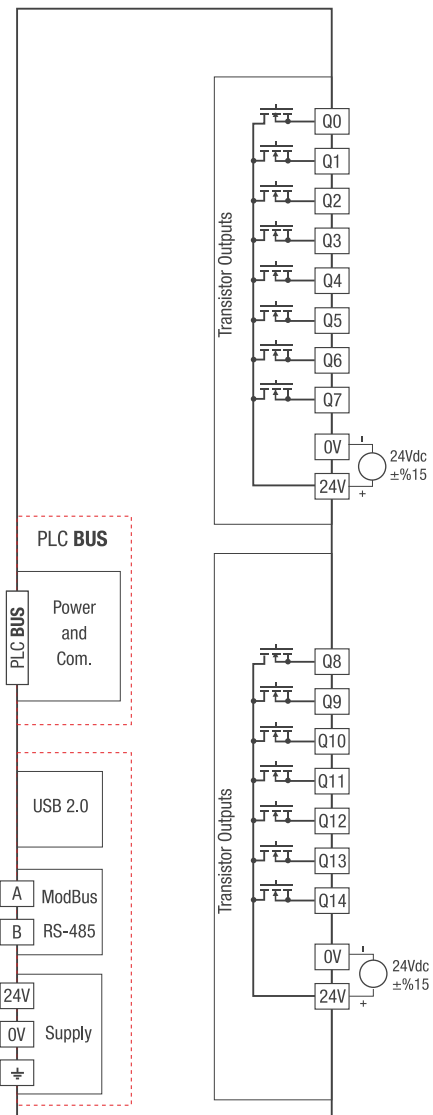 Transistor Outputs
Q0
Q1
Q2
Q3
Q4
Q5
Q6
Q7
0V
-
24Vdc
±%15
24V
+
PLC BUS
PLC BUS
Power
and
Com.
USB 2.0
A
ModBus
B
RS-485
24V
0V
Supply
Transistor Outputs
Q8
Q9
Q10
Q11
Q12
Q13
Q14
0V
-
24Vdc
±%15
24V
+